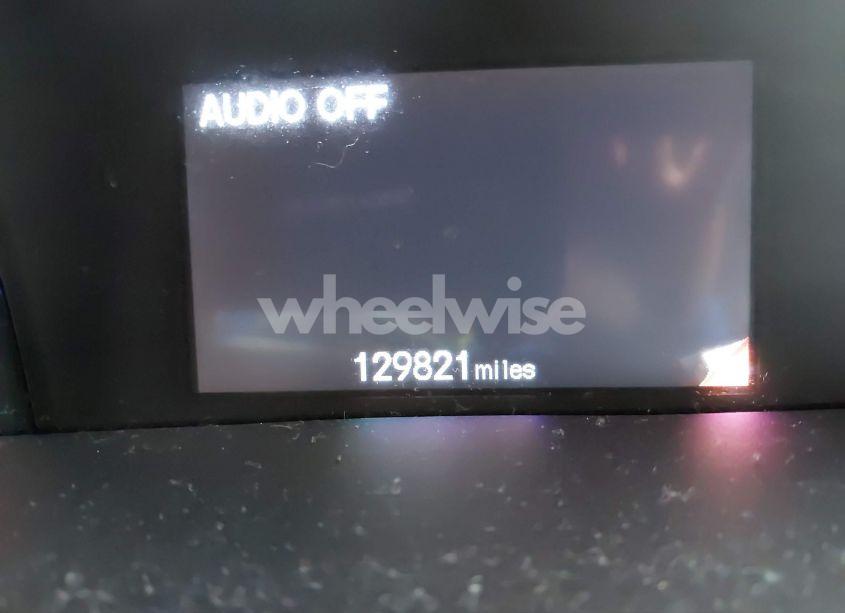 AUDIO OFF
wheelwise
129821 miles